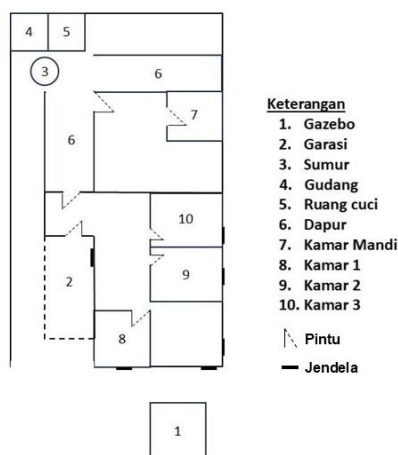 4
5
3
6
7
6
10
2
9
8
1
Keterangan
1. Gazebo
2. Garasi
3. Sumur
4. Gudang
5. Ruang cuci
6. Dapur
7. Kamar Mandi
8. Kamar 1
9. Kamar 2
10. Kamar 3
Pintu
Jendela